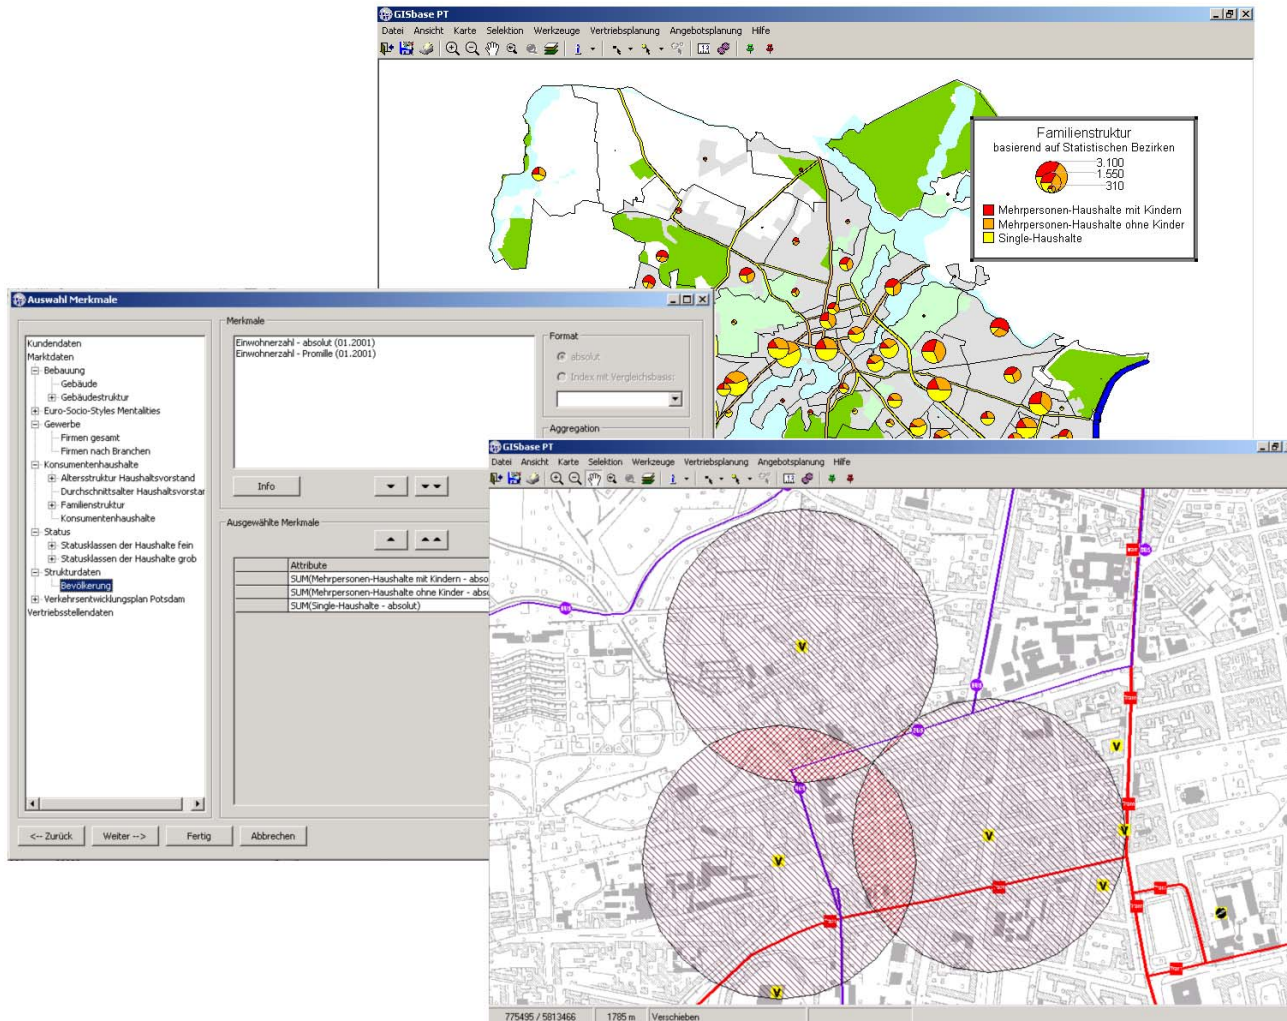 GISbase PT
Datei Ansicht Karte Selektion Werkzeuge Vertriebsplanung Angebotsplanung Hilfe
Familienstruktur
basierend auf Statistischen Bezirken
3.100
1.550
310
Mehrpersonen-Haushalte mit Kindern
Mehrpersonen-Haushalte ohne Kinder
Single-Haushalte
Auswahl Merkmale
Kundendaten
Marktdaten
Bebauung
Gebäude
Gebäudestruktur
Euro-Socio-Styles Mentalities
Gewerbe
Firmen gesamt
Firmen nach Branchen
Konsumentenhaushalte
Altersstruktur Haushaltsvorstand
Durchschnittsalter Haushaltsvorstar
Familienstruktur
Konsumentenhaushalte
Status
Statusklassen der Haushalte fein
Statusklassen der Haushalte grob
Strukturdaten
Bevölkerung
Verkehrsentwicklungsplan Potsdam
Vertriebsstellendaten
Merkmale
Einwohnerzahl - absolut (01.2001)
Einwohnerzahl - Promille (01.2001)
Format
absolut
Index mit Vergleichsbasis:
Aggregation
Info
Ausgewählte Merkmale
Attribute
SUM(Mehrpersonen-Haushalte mit Kindern - abso
SUM(Mehrpersonen-Haushalte ohne Kinder - abso
SUM(Single-Haushalte - absolut)
<-- Zurück
Weiter -->
Fertig
Abbrechen
GISbase PT
Datei Ansicht Karte Selektion Werkzeuge Vertriebsplanung Angebotsplanung Hilfe
V
V
V
V
V
V
V
775495 / 5813466
1785 m
Verschieben